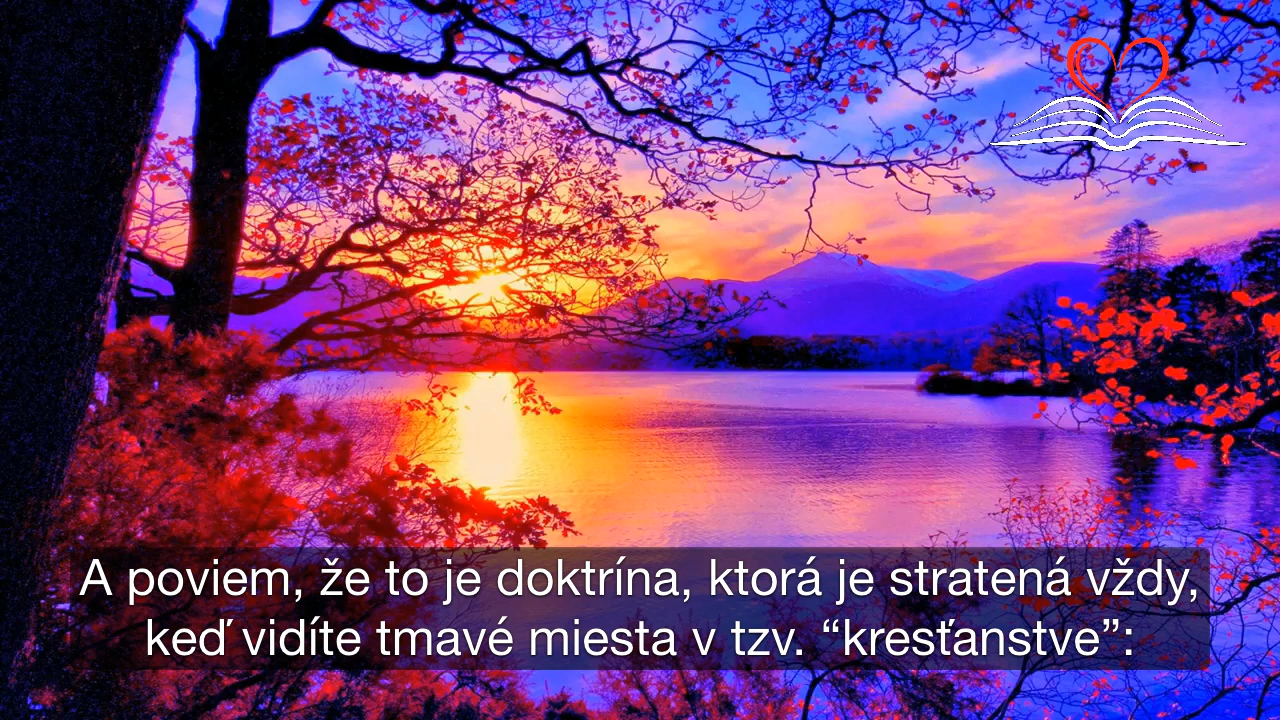 A poviem, že to je doktrína, ktorá je stratená vždy,
keď vidíte tmavé miesta v tzv. “kresťanstve”: